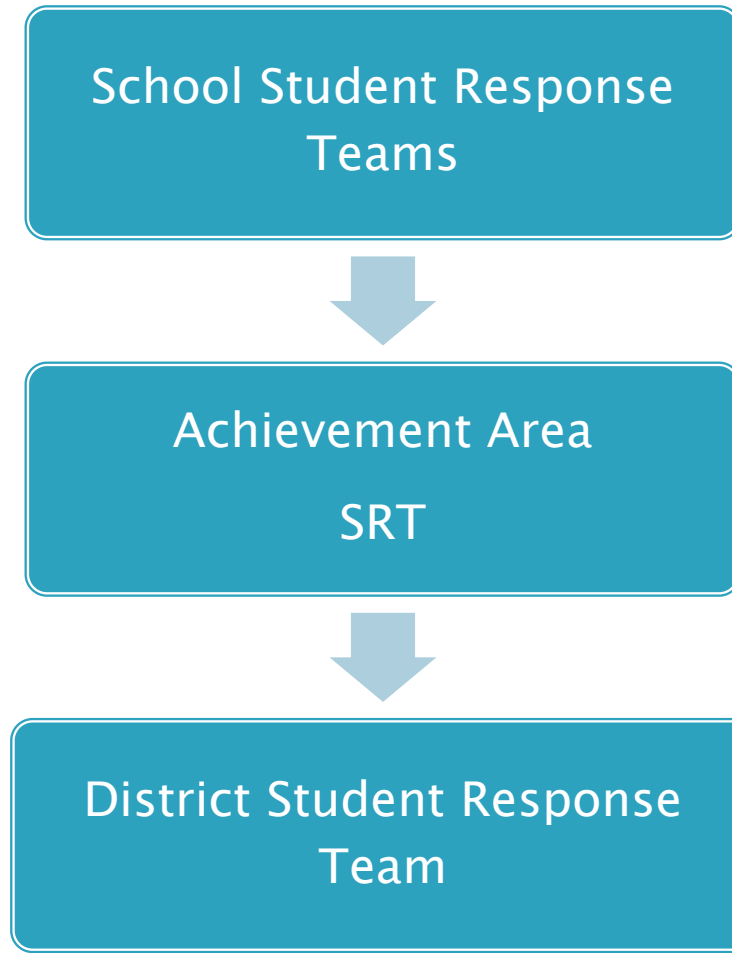 School Student Response
Teams
Achievement Area
SRT
District Student Response
Team